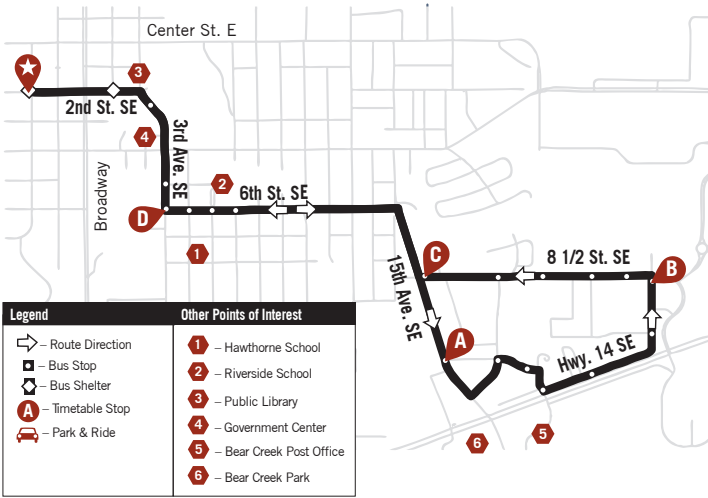 Center St. E
3
2nd St. SE
4
3rd Ave. SE
Broadway
2
6th St. SE
D
1
C
8 1/2 St. SE
B
15th Ave. SE
A
Hwy. 14 SE
5
6
Legend
– Route Direction
– Bus Stop
– Bus Shelter
A – Timetable Stop
– Park & Ride
Other Points of Interest
1 – Hawthorne School
2 – Riverside School
3 – Public Library
4 – Government Center
5 – Bear Creek Post Office
6 – Bear Creek Park